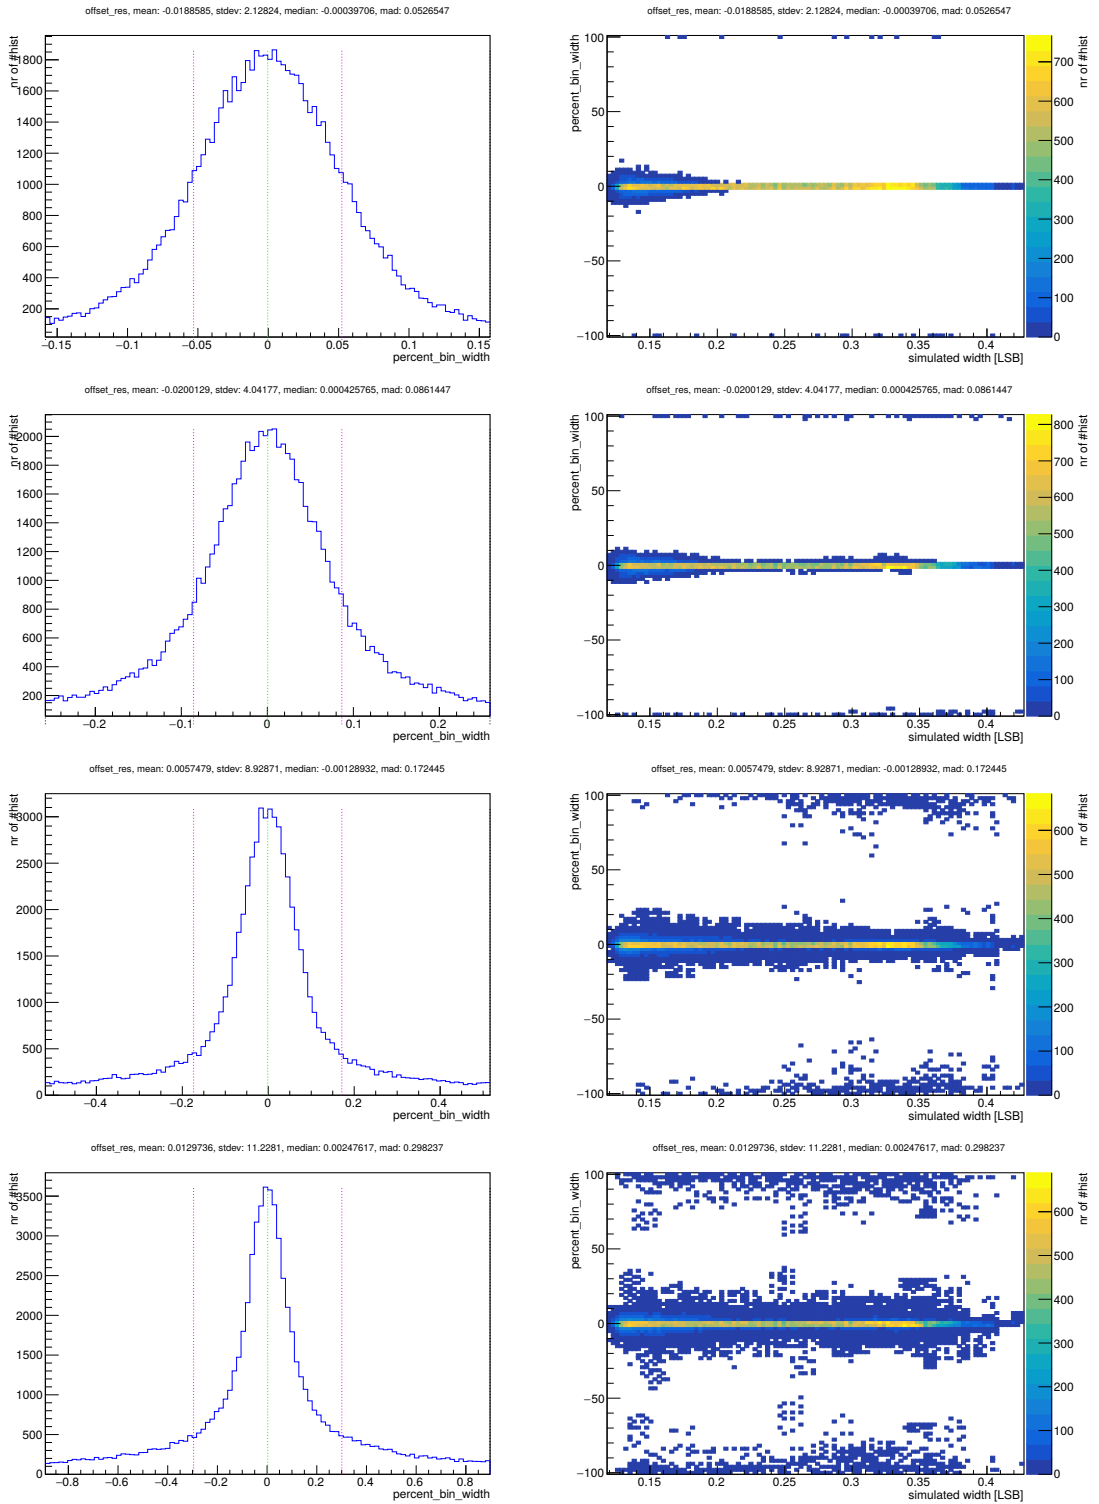 offset_res, mean: -0.0188585, stdev: 2.12824, median: -0.00039706, mad: 0.0526547
nr of #hist
1800
1600
1400
1200
1000
800
600
400
200
−0.15 −0.1 −0.05 0 0.05 0.1 0.15
percent_bin_width
offset_res, mean: -0.0188585, stdev: 2.12824, median: -0.00039706, mad: 0.0526547
percent_bin_width
100
50
0
−50
−100
0.15 0.2 0.25 0.3 0.35 0.4
simulated width [LSB]
700
600
500
400
300
200
100
0
nr of #hist
offset_res, mean: -0.0200129, stdev: 4.04177, median: 0.000425765, mad: 0.0861447
nr of #hist
2000
1800
1600
1400
1200
1000
800
600
400
200
−0.2 −0.1 0 0.1 0.2
percent_bin_width
offset_res, mean: -0.0200129, stdev: 4.04177, median: 0.000425765, mad: 0.0861447
percent_bin_width
100
50
0
−50
−100
0.15 0.2 0.25 0.3 0.35 0.4
simulated width [LSB]
800
700
600
500
400
300
200
100
0
nr of #hist
offset_res, mean: 0.0057479, stdev: 8.92871, median: -0.00128932, mad: 0.172445
nr of #hist
3000
2500
2000
1500
1000
500
0
−0.4 −0.2 0 0.2 0.4
percent_bin_width
offset_res, mean: 0.0057479, stdev: 8.92871, median: -0.00128932, mad: 0.172445
percent_bin_width
100
50
0
−50
−100
0.15 0.2 0.25 0.3 0.35 0.4
simulated width [LSB]
600
500
400
300
200
100
0
nr of #hist
offset_res, mean: 0.0129736, stdev: 11.2281, median: 0.00247617, mad: 0.298237
nr of #hist
3500
3000
2500
2000
1500
1000
500
0
−0.8 −0.6 −0.4 −0.2 0 0.2 0.4 0.6 0.8
percent_bin_width
offset_res, mean: 0.0129736, stdev: 11.2281, median: 0.00247617, mad: 0.298237
percent_bin_width
100
50
0
−50
−100
0.15 0.2 0.25 0.3 0.35 0.4
simulated width [LSB]
600
500
400
300
200
100
0
nr of #hist